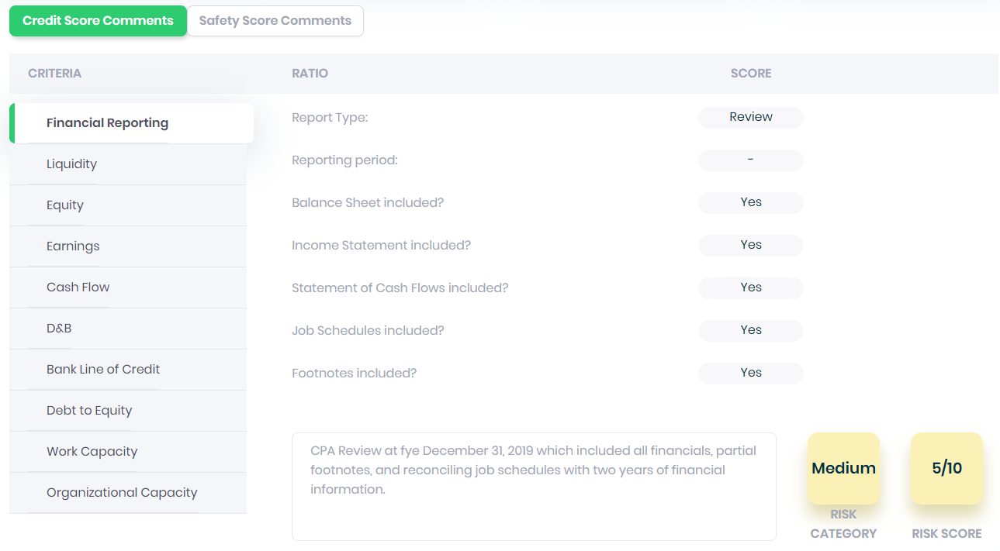 Credit Score Comments Safety Score Comments
CRITERIA RATIO SCORE
Financial Reporting
Liquidity
Equity
Earnings
Cash Flow
D&B
Bank Line of Credit
Debt to Equity
Work Capacity
Organizational Capacity
Report Type: Review
Reporting period: -
Balance Sheet included? Yes
Income Statement included? Yes
Statement of Cash Flows included? Yes
Job Schedules included? Yes
Footnotes included? Yes
CPA Review at fye December 31, 2019 which included all financials, partial
footnotes, and reconciling job schedules with two years of financial
information.
Medium
RISK
CATEGORY
5/10
RISK SCORE